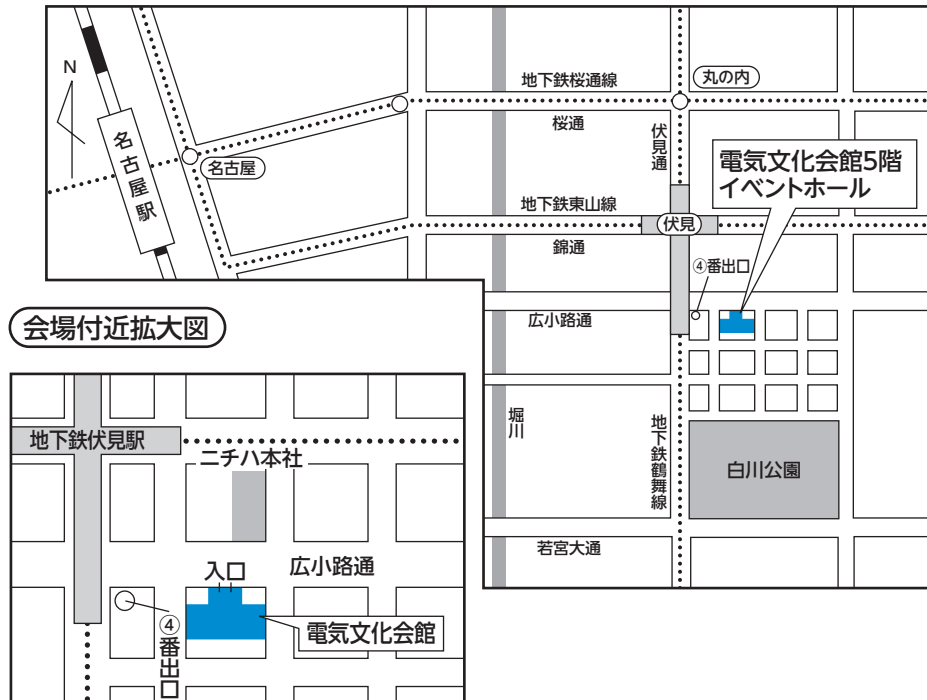 N
名古屋駅
名古屋
地下鉄桜通線
丸の内
桜通
伏見通
電気文化会館5階
イベントホール
地下鉄東山線
伏見
錦通
④番出口
広小路通
堀川
地下鉄鶴舞線
白川公園
若宮大通
会場付近拡大図
地下鉄伏見駅
ニチハ本社
入口
広小路通
④番出口
電気文化会館